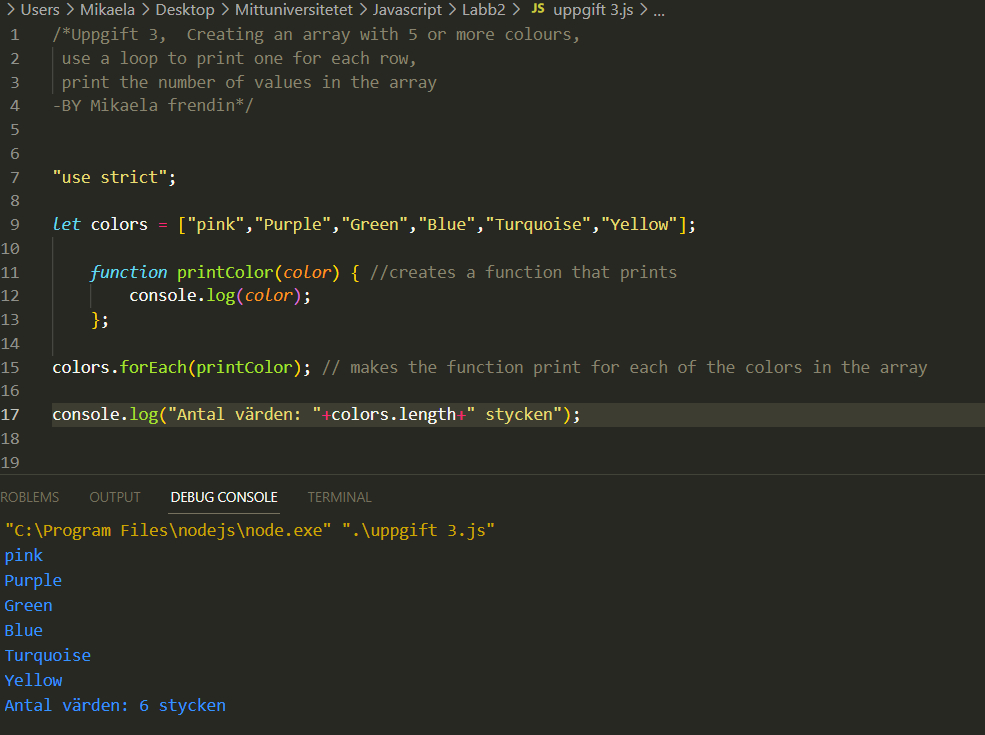 > Users > Mikaela > Desktop > Mittuniversitetet > Javascript > Labb2 > JS uppgift 3.js > ...
1 /*Uppgift 3,  Creating an array with 5 or more colours,
2  use a loop to print one for each row,
3  print the number of values in the array
4 -BY Mikaela frendin*/
5
6
7 "use strict";
8
9 let colors = ["pink","Purple","Green","Blue","Turquoise","Yellow"];
10
11     function printColor(color) { //creates a function that prints
12         console.log(color);
13     };
14
15 colors.forEach(printColor); // makes the function print for each of the colors in the array
16
17 console.log("Antal värden: "+colors.length+" stycken");
18
19
ROBLEMS OUTPUT DEBUG CONSOLE TERMINAL
"C:\Program Files\nodejs\node.exe" ".\uppgift 3.js"
pink
Purple
Green
Blue
Turquoise
Yellow
Antal värden: 6 stycken